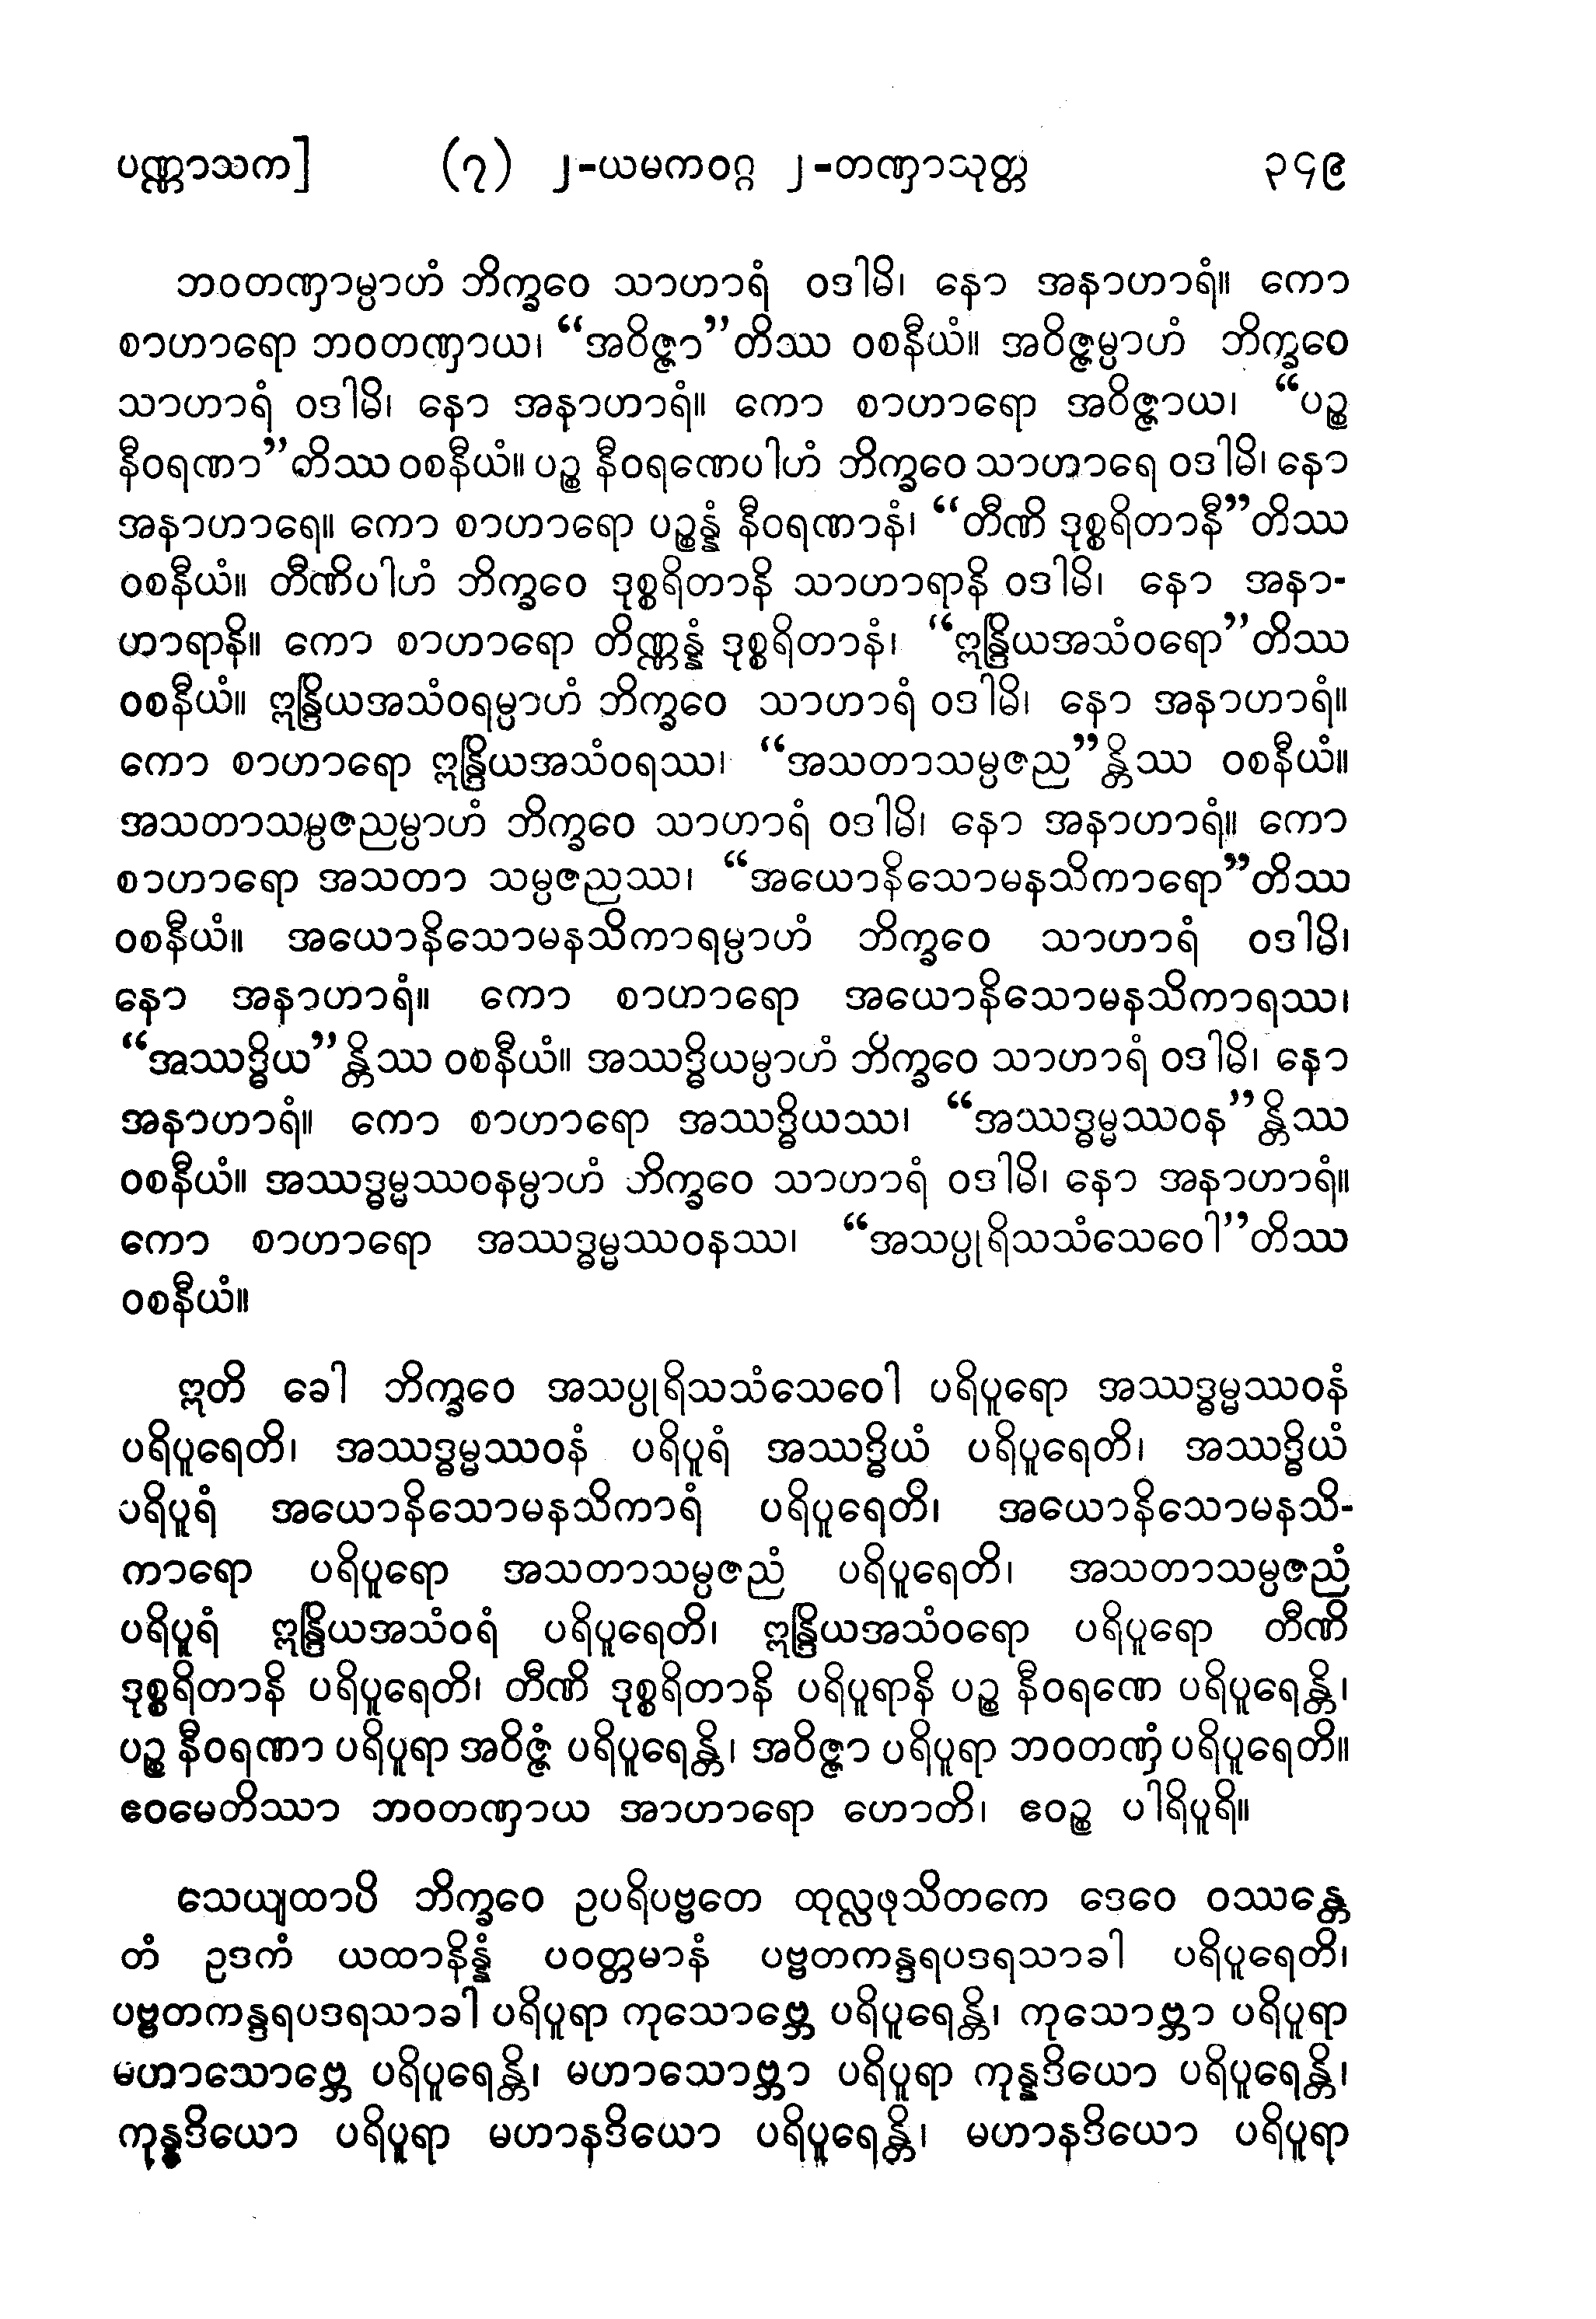 ပဏ္ဏာသက] (၇) ၂-ယမကဝဂ္ဂ ၂-တဏှာသုတ္တ ၃၄၉
ဘဝတဏှာမ္ပာဟံ ဘိက္ခဝေ သာဟာရံ ဝဒါမိ၊ နော အနာဟာရံ။ ကော
စာဟာရော ဘဝတဏှာယ၊ “အဝိဇ္ဇာ”တိဿ ဝစနီယံ။ အဝိဇ္ဇမ္ပာဟံ ဘိက္ခဝေ
သာဟာရံ ဝဒါမိ၊ နော အနာဟာရံ။ ကော စာဟာရော အဝိဇ္ဇာယ၊ “ပဉ္စ
နီဝရဏာ”တိဿ ဝစနီယံ။ ပဉ္စ နီဝရဏေပါဟံ ဘိက္ခဝေ သာဟာရေ ဝဒါမိ၊ နော
အနာဟာရေ။ ကော စာဟာရော ပဉ္စန္နံ နီဝရဏာနံ၊ “တီဏိ ဒုစ္စရိတာနီ”တိဿ
ဝစနီယံ။ တီဏိပါဟံ ဘိက္ခဝေ ဒုစ္စရိတာနိ သာဟာရာနိ ဝဒါမိ၊ နော အနာ-
ဟာရာနိ။ ကော စာဟာရော တိဏ္ဏန္နံ ဒုစ္စရိတာနံ၊ “ဣန္ဒြိယအသံဝရော”တိဿ
ဝစနီယံ။ ဣန္ဒြိယအသံဝရမ္ပာဟံ ဘိက္ခဝေ သာဟာရံ ဝဒါမိ၊ နော အနာဟာရံ။
ကော စာဟာရော ဣန္ဒြိယအသံဝရဿ၊ “အသတာသမ္ပဇည”န္တိဿ ဝစနီယံ။
အသတာသမ္ပဇညမ္ပာဟံ ဘိက္ခဝေ သာဟာရံ ဝဒါမိ၊ နော အနာဟာရံ။ ကော
စာဟာရော အသတာ သမ္ပဇညဿ၊ “အယောနိသောမနသိကာရော”တိဿ
ဝစနီယံ။ အယောနိသောမနသိကာရမ္ပာဟံ ဘိက္ခဝေ သာဟာရံ ဝဒါမိ၊
နော အနာဟာရံ။ ကော စာဟာရော အယောနိသောမနသိကာရဿ၊
“အဿဒ္ဓိယ”န္တိဿ ဝစနီယံ။ အဿဒ္ဓိယမ္ပာဟံ ဘိက္ခဝေ သာဟာရံ ဝဒါမိ၊ နော
အနာဟာရံ။ ကော စာဟာရော အဿဒ္ဓိယဿ၊ “အဿဒ္ဓမ္မဿဝန”န္တိဿ
ဝစနီယံ။ အဿဒ္ဓမ္မဿဝနမ္ပာဟံ ဘိက္ခဝေ သာဟာရံ ဝဒါမိ၊ နော အနာဟာရံ။
ကော စာဟာရော အဿဒ္ဓမ္မဿဝနဿ၊ “အသပ္ပုရိသသံသေဝေါ”တိဿ
ဝစနီယံ။
ဣတိ ခေါ ဘိက္ခဝေ အသပ္ပုရိသသံသေဝေါ ပရိပူရော အဿဒ္ဓမ္မဿဝနံ
ပရိပူရေတိ၊ အဿဒ္ဓမ္မဿဝနံ ပရိပူရံ အဿဒ္ဓိယံ ပရိပူရေတိ၊ အဿဒ္ဓိယံ
ပရိပူရံ အယောနိသောမနသိကာရံ ပရိပူရေတိ၊ အယောနိသောမနသိ-
ကာရော ပရိပူရော အသတာသမ္ပဇညံ ပရိပူရေတိ၊ အသတာသမ္ပဇညံ
ပရိပူရံ ဣန္ဒြိယအသံဝရံ ပရိပူရေတိ၊ ဣန္ဒြိယအသံဝရော ပရိပူရော တီဏိ
ဒုစ္စရိတာနိ ပရိပူရေတိ၊ တီဏိ ဒုစ္စရိတာနိ ပရိပူရာနိ ပဉ္စ နီဝရဏေ ပရိပူရေန္တိ၊
ပဉ္စ နီဝရဏာ ပရိပူရာ အဝိဇ္ဇံ ပရိပူရေန္တိ၊ အဝိဇ္ဇာ ပရိပူရာ ဘဝတဏှံ ပရိပူရေတိ။
ဧဝမေတိဿာ ဘဝတဏှာယ အာဟာရော ဟောတိ၊ ဧဝဉ္စ ပါရိပူရိ။
သေယျထာပိ ဘိက္ခဝေ ဥပရိပဗ္ဗတေ ထုလ္လဖုသိတကေ ဒေဝေ ဝဿန္တေ
တံ ဥဒကံ ယထာနိန္နံ ပဝတ္တမာနံ ပဗ္ဗတကန္ဒရပဒရသာခါ ပရိပူရေတိ၊
ပဗ္ဗတကန္ဒရပဒရသာခါ ပရိပူရာ ကုသောဗ္ဘေ ပရိပူရေန္တိ၊ ကုသောဗ္ဘာ ပရိပူရာ
မဟာသောဗ္ဘေ ပရိပူရေန္တိ၊ မဟာသောဗ္ဘာ ပရိပူရာ ကုန္နဒိယော ပရိပူရေန္တိ၊
ကုန္နဒိယော ပရိပူရာ မဟာနဒိယော ပရိပူရေန္တိ၊ မဟာနဒိယော ပရိပူရာ